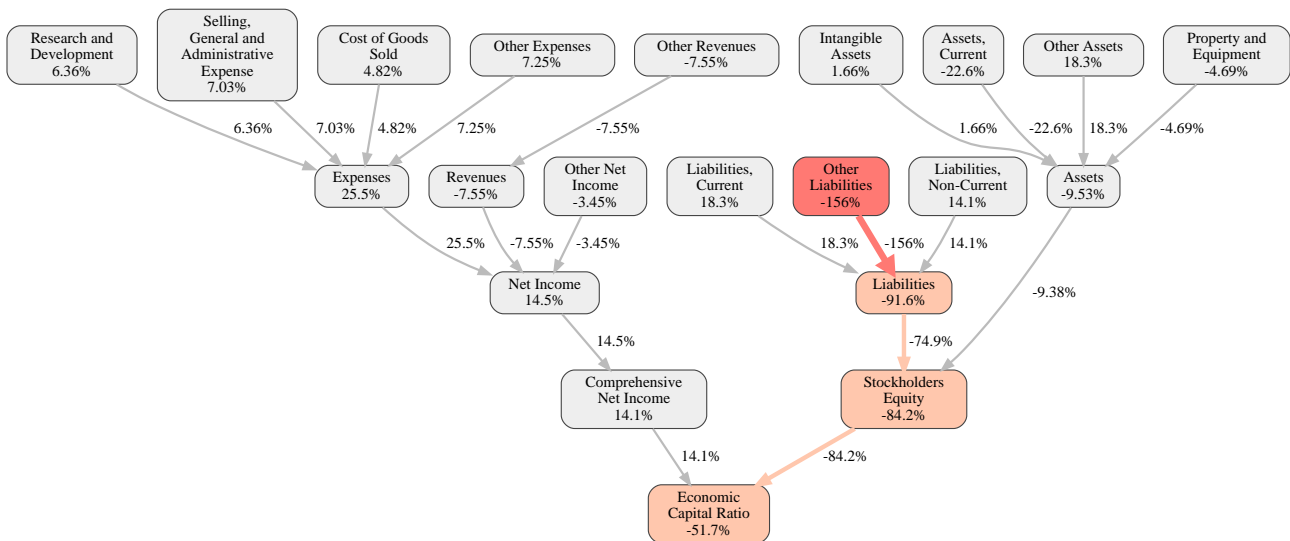 Research and
Development
6.36%
Selling,
General and
Administrative
Expense
7.03%
Cost of Goods
Sold
4.82%
Other Expenses
7.25%
Other Revenues
-7.55%
Intangible
Assets
1.66%
Assets,
Current
-22.6%
Other Assets
18.3%
Property and
Equipment
-4.69%
6.36%
7.03%
4.82%
7.25%
-7.55%
1.66%
-22.6%
18.3%
-4.69%
Expenses
25.5%
Revenues
-7.55%
Other Net
Income
-3.45%
Liabilities,
Current
18.3%
Other
Liabilities
-156%
Liabilities,
Non-Current
14.1%
Assets
-9.53%
25.5%
-7.55%
-3.45%
18.3%
-156%
14.1%
-9.38%
Net Income
14.5%
Liabilities
-91.6%
14.5%
-74.9%
Comprehensive
Net Income
14.1%
Stockholders
Equity
-84.2%
14.1%
-84.2%
Economic
Capital Ratio
-51.7%